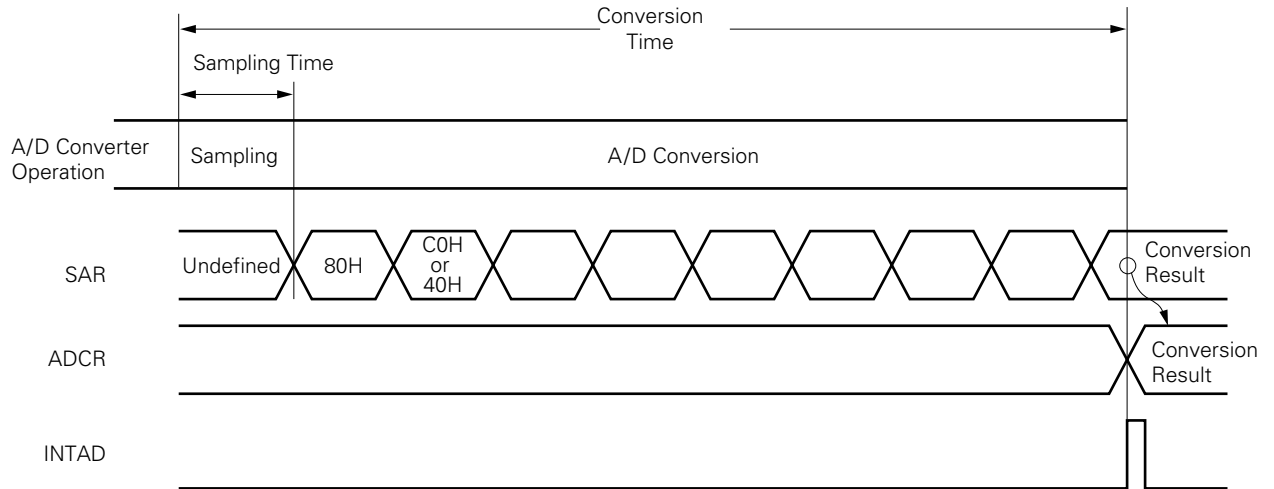 Conversion
Time
Sampling Time
A/D Converter
Operation
Sampling
A/D Conversion
SAR
Undefined
80H
C0H
or
40H
Conversion
Result
ADCR
Conversion
Result
INTAD